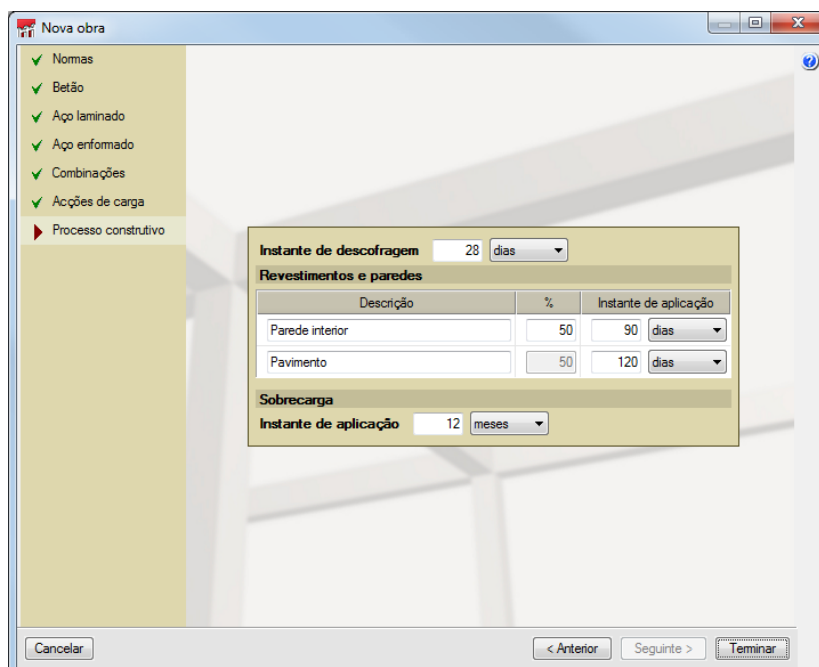 Nova obra
Normas
Betão
Aço laminado
Aço enformado
Combinações
Acções de carga
Processo construtivo
Instante de descofragem 28 dias
Revestimentos e paredes
Descrição % Instante de aplicação
Parede interior 50 90 dias
Pavimento 50 120 dias
Sobrecarga
Instante de aplicação 12 meses
Cancelar < Anterior Seguinte > Terminar